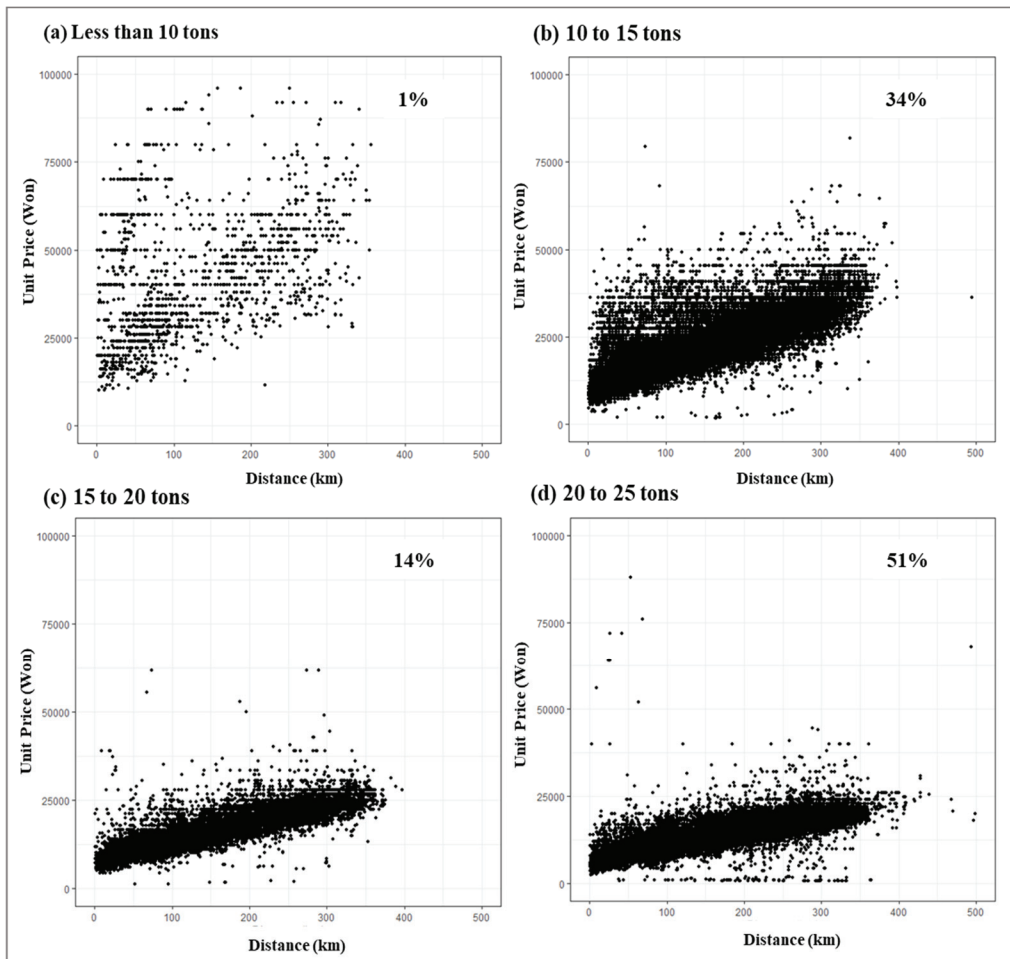 (a) Less than 10 tons
1%
100000
75000
50000
25000
0
Unit Price (Won)
0 100 200 300 400 500
Distance (km)
(b) 10 to 15 tons
34%
100000
75000
50000
25000
0
Unit Price (Won)
0 100 200 300 400 500
Distance (km)
(c) 15 to 20 tons
14%
100000
75000
50000
25000
0
Unit Price (Won)
0 100 200 300 400 500
Distance (km)
(d) 20 to 25 tons
51%
100000
75000
50000
25000
0
Unit Price (Won)
0 100 200 300 400 500
Distance (km)